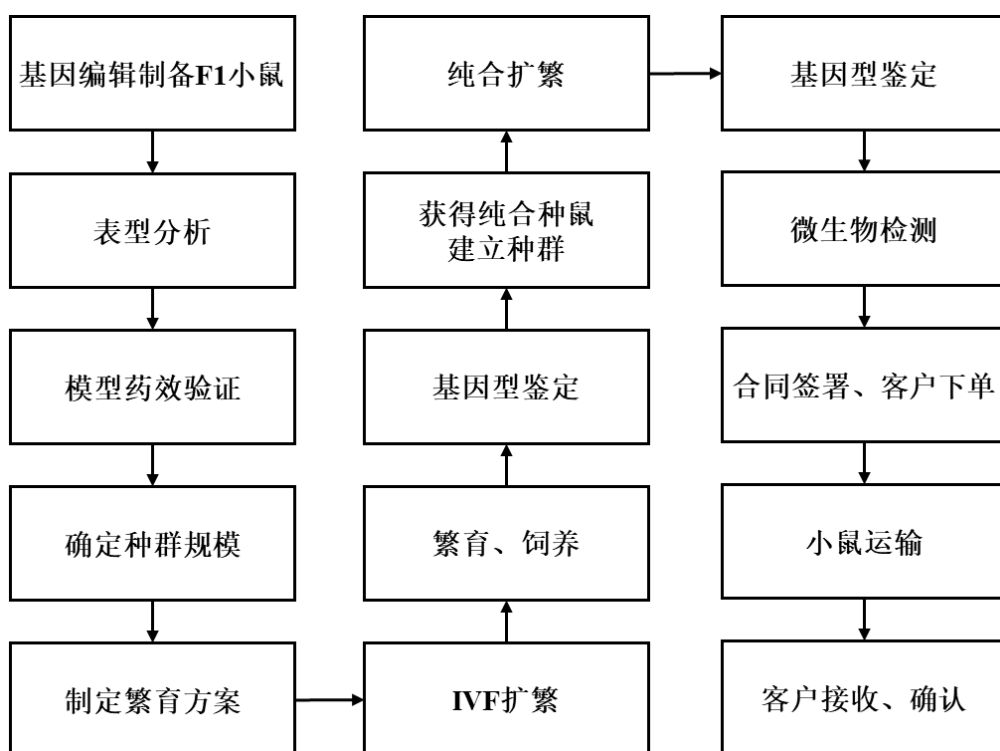 基因编辑制备F1小鼠
表型分析
模型药效验证
确定种群规模
制定繁育方案
IVF扩繁
繁育、饲养
基因型鉴定
获得纯合种鼠
建立种群
纯合扩繁
基因型鉴定
微生物检测
合同签署、客户下单
小鼠运输
客户接收、确认